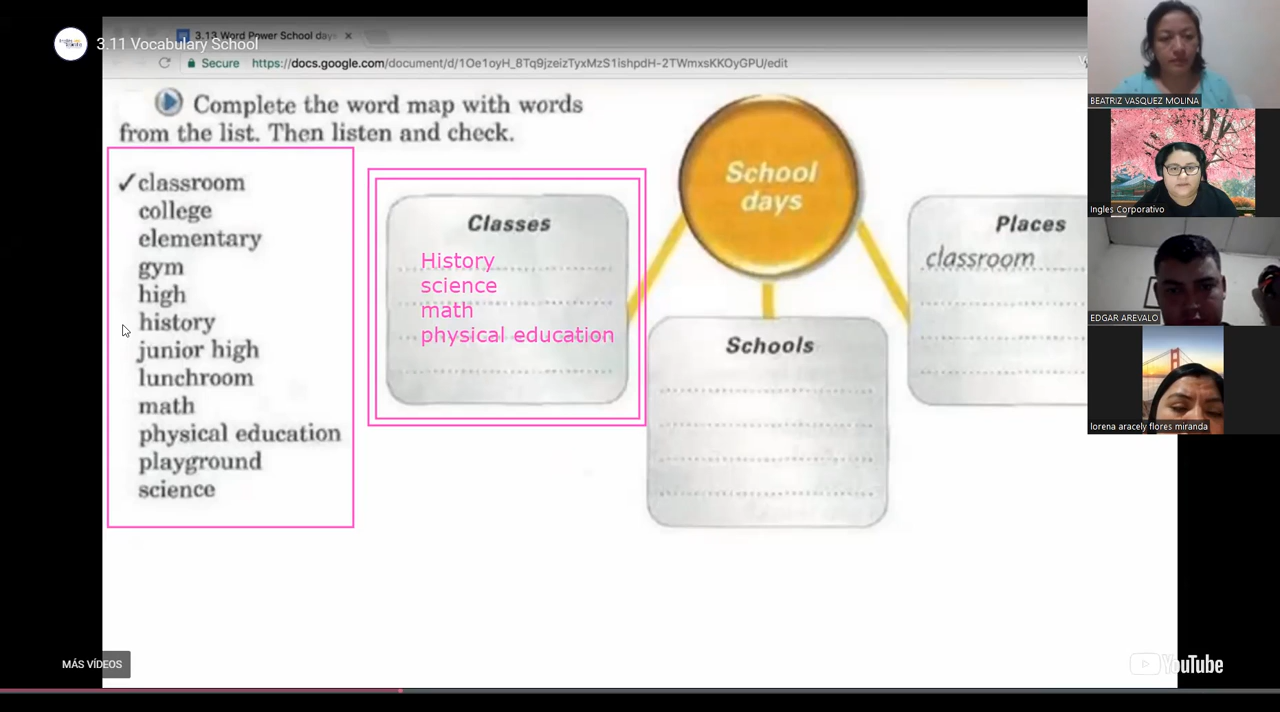 3.13 Word Power School days
3.11 Vocabulary School
Secure
https://docs.google.com/document/d/1Oe1oyH_8Tq9jzeizTyxMzS1ishpdH-2TWmxsKKOyGPU/edit
Complete the word map with words
from the list. Then listen and check.
✓classroom
college
elementary
gym
high
history
junior high
lunchroom
math
physical education
playground
science
Classes
History
science
math
physical education
School
days
Schools
Places
classroom
BEATRIZ VASQUEZ MOLINA
Ingles Corporativo
EDGAR AREVALO
lorena aracely flores miranda
MÁS VÍDEOS
YouTube